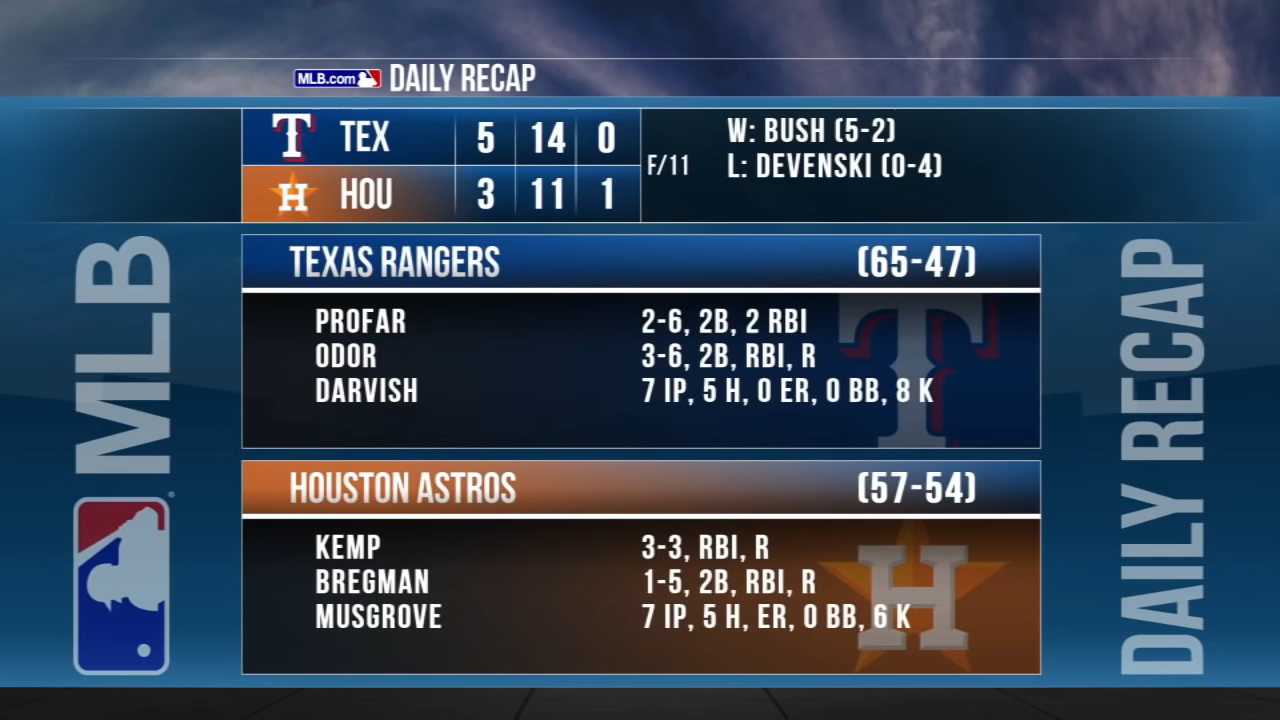 MLB.com DAILY RECAP
TEX 5 14 0
HOU 3 11 1
F/11
W: BUSH (5-2)
L: DEVENSKI (0-4)
MLB
TEXAS RANGERS (65-47)
PROFAR 2-6, 2B, 2 RBI
ODOR 3-6, 2B, RBI, R
DARVISH 7 IP, 5 H, 0 ER, 0 BB, 8 K
HOUSTON ASTROS (57-54)
KEMP 3-3, RBI, R
BREGMAN 1-5, 2B, RBI, R
MUSGROVE 7 IP, 5 H, ER, 0 BB, 6 K
DAILY RECAP